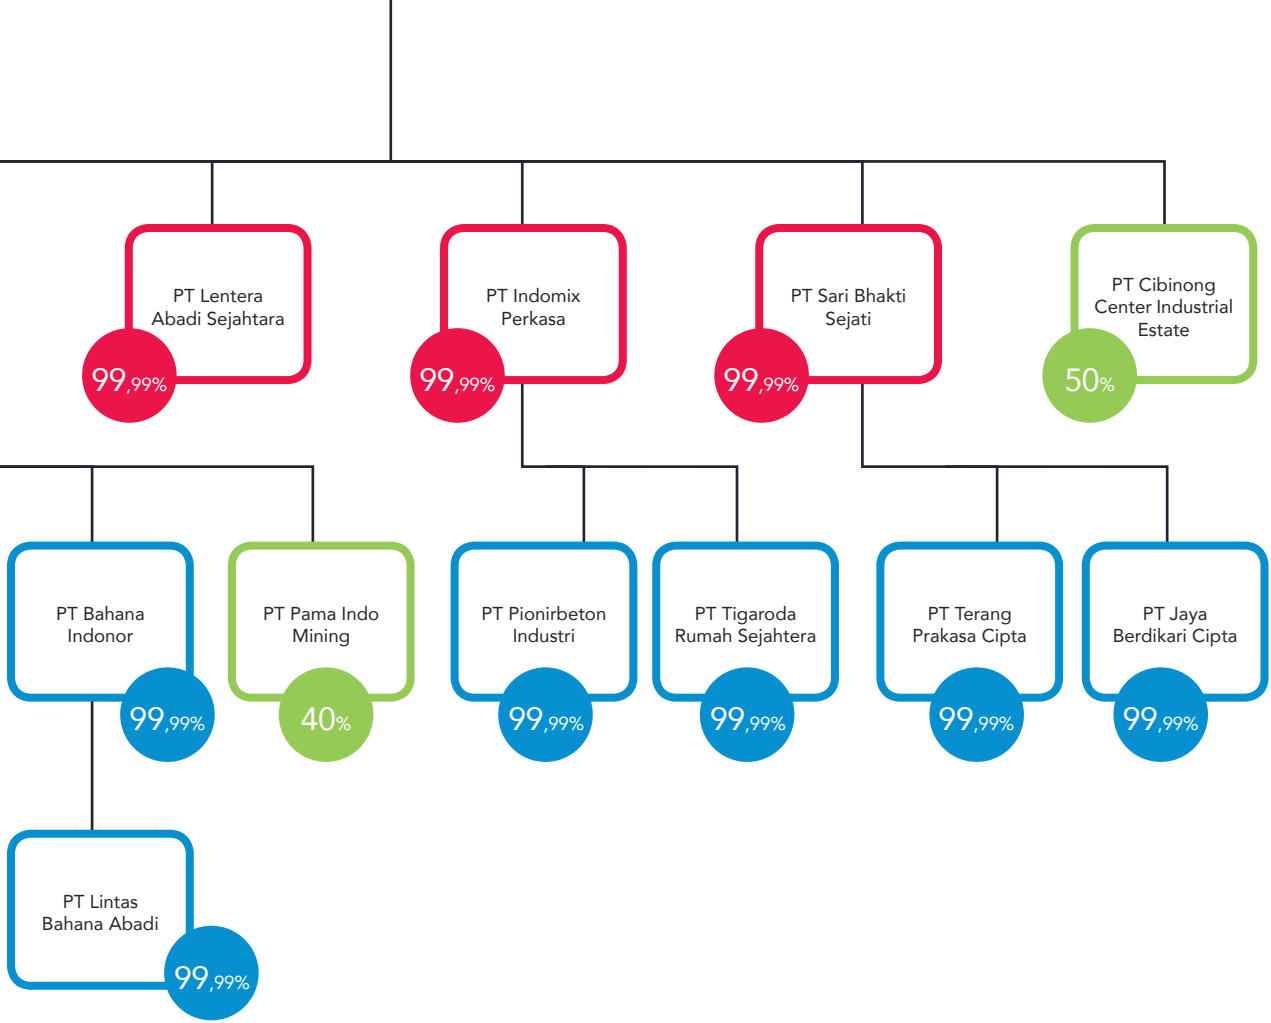 PT Lentera
Abadi Sejahtara
99,99%
PT Indomix
Perkasa
99,99%
PT Sari Bhakti
Sejati
99,99%
PT Cibinong
Center Industrial
Estate
50%
PT Bahana
Indonor
99,99%
PT Pama Indo
Mining
40%
PT Pionirbeton
Industri
99,99%
PT Tigaroda
Rumah Sejahtera
99,99%
PT Terang
Prakasa Cipta
99,99%
PT Jaya
Berdikari Cipta
99,99%
PT Lintas
Bahana Abadi
99,99%